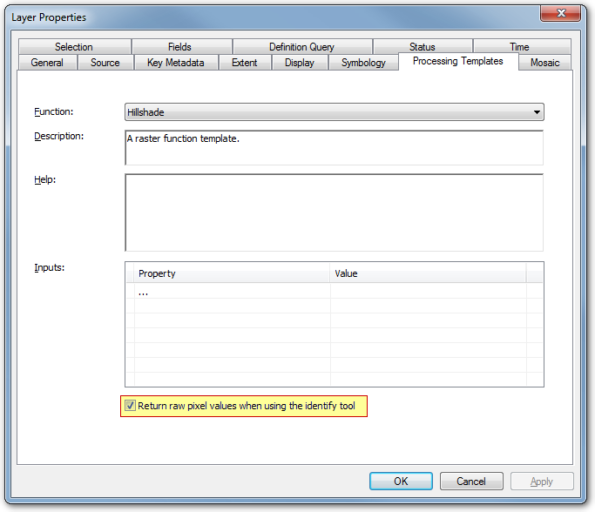 Layer Properties
Selection Fields Definition Query Status Time
General Source Key Metadata Extent Display Symbology Processing Templates Mosaic
Function: Hillshade
Description: A raster function template.
Help:
Inputs: Property Value
...
Return raw pixel values when using the identify tool
OK Cancel Apply